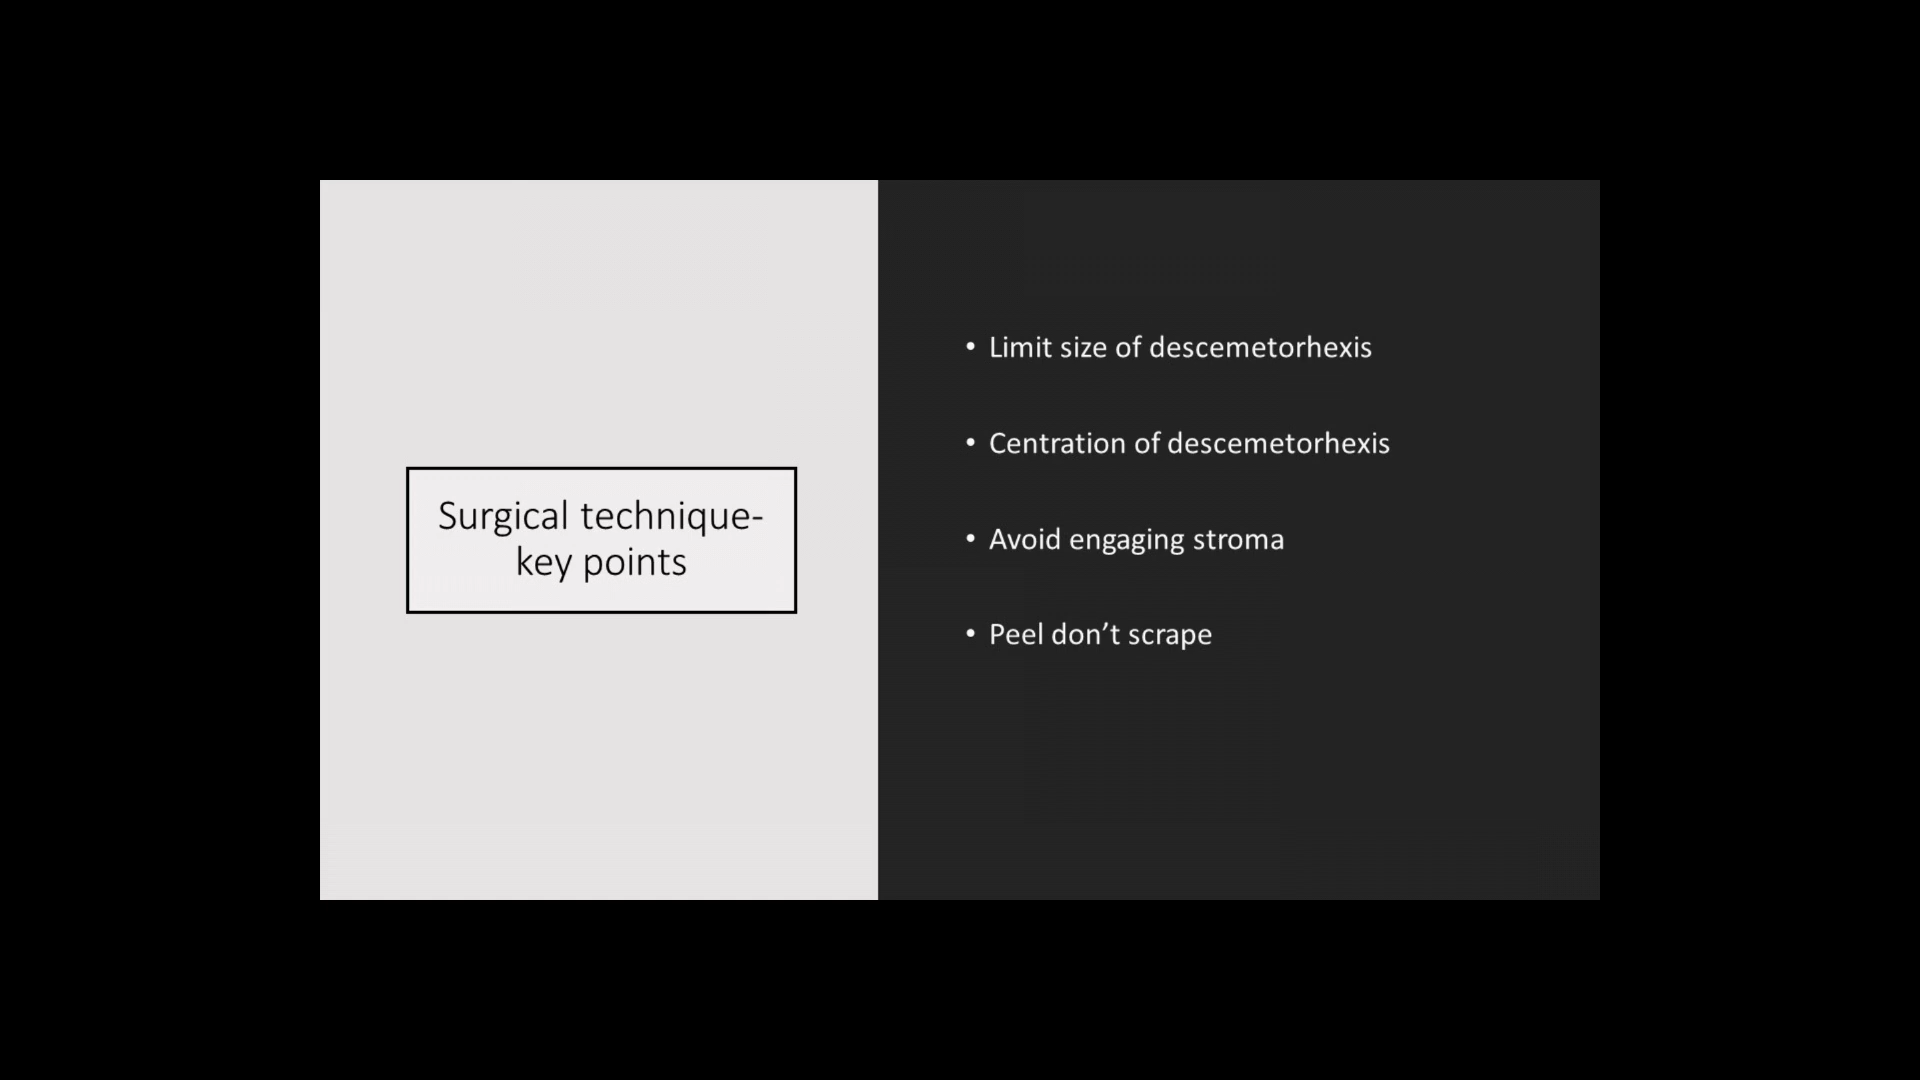 Surgical technique-
key points
• Limit size of descemetorhexis
• Centration of descemetorhexis
• Avoid engaging stroma
• Peel don’t scrape